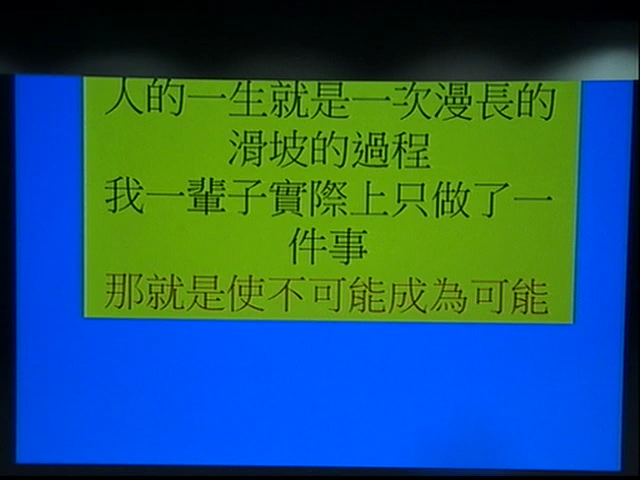 人的一生就是一次漫長的
滑坡的過程
我一輩子實際上只做了一
件事
那就是使不可能成為可能